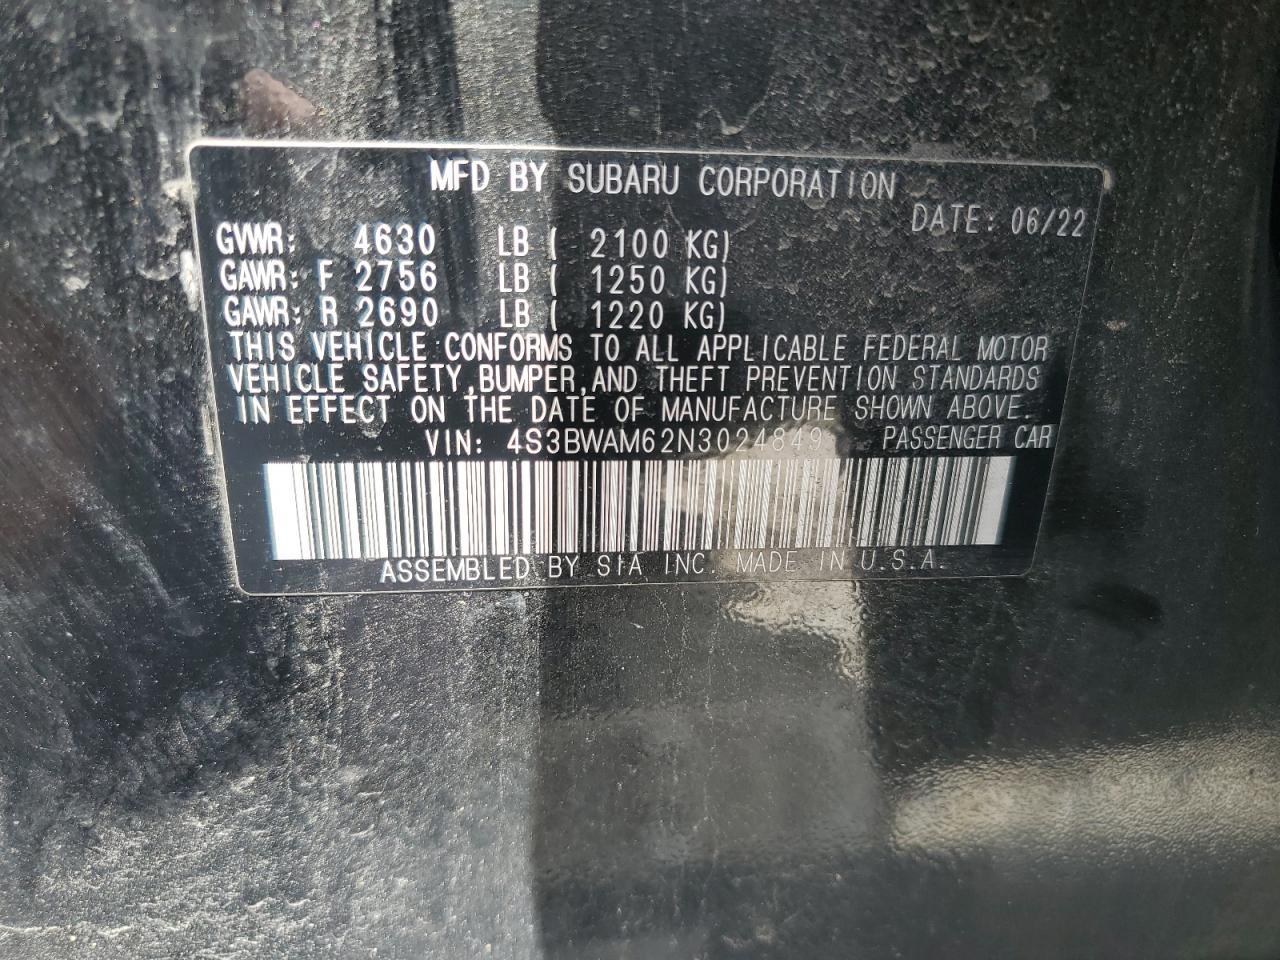 MFD BY SUBARU CORPORATION
DATE: 06/22
GVWR: 4630 LB ( 2100 KG)
GAWR: F 2756 LB ( 1250 KG)
GAWR: R 2690 LB ( 1220 KG)
THIS VEHICLE CONFORMS TO ALL APPLICABLE FEDERAL MOTOR
VEHICLE SAFETY, BUMPER, AND THEFT PREVENTION STANDARDS
IN EFFECT ON THE DATE OF MANUFACTURE SHOWN ABOVE.
VIN: 4S3BWAM62N3024849 PASSENGER CAR
ASSEMBLED BY SIA INC. MADE IN U.S.A.